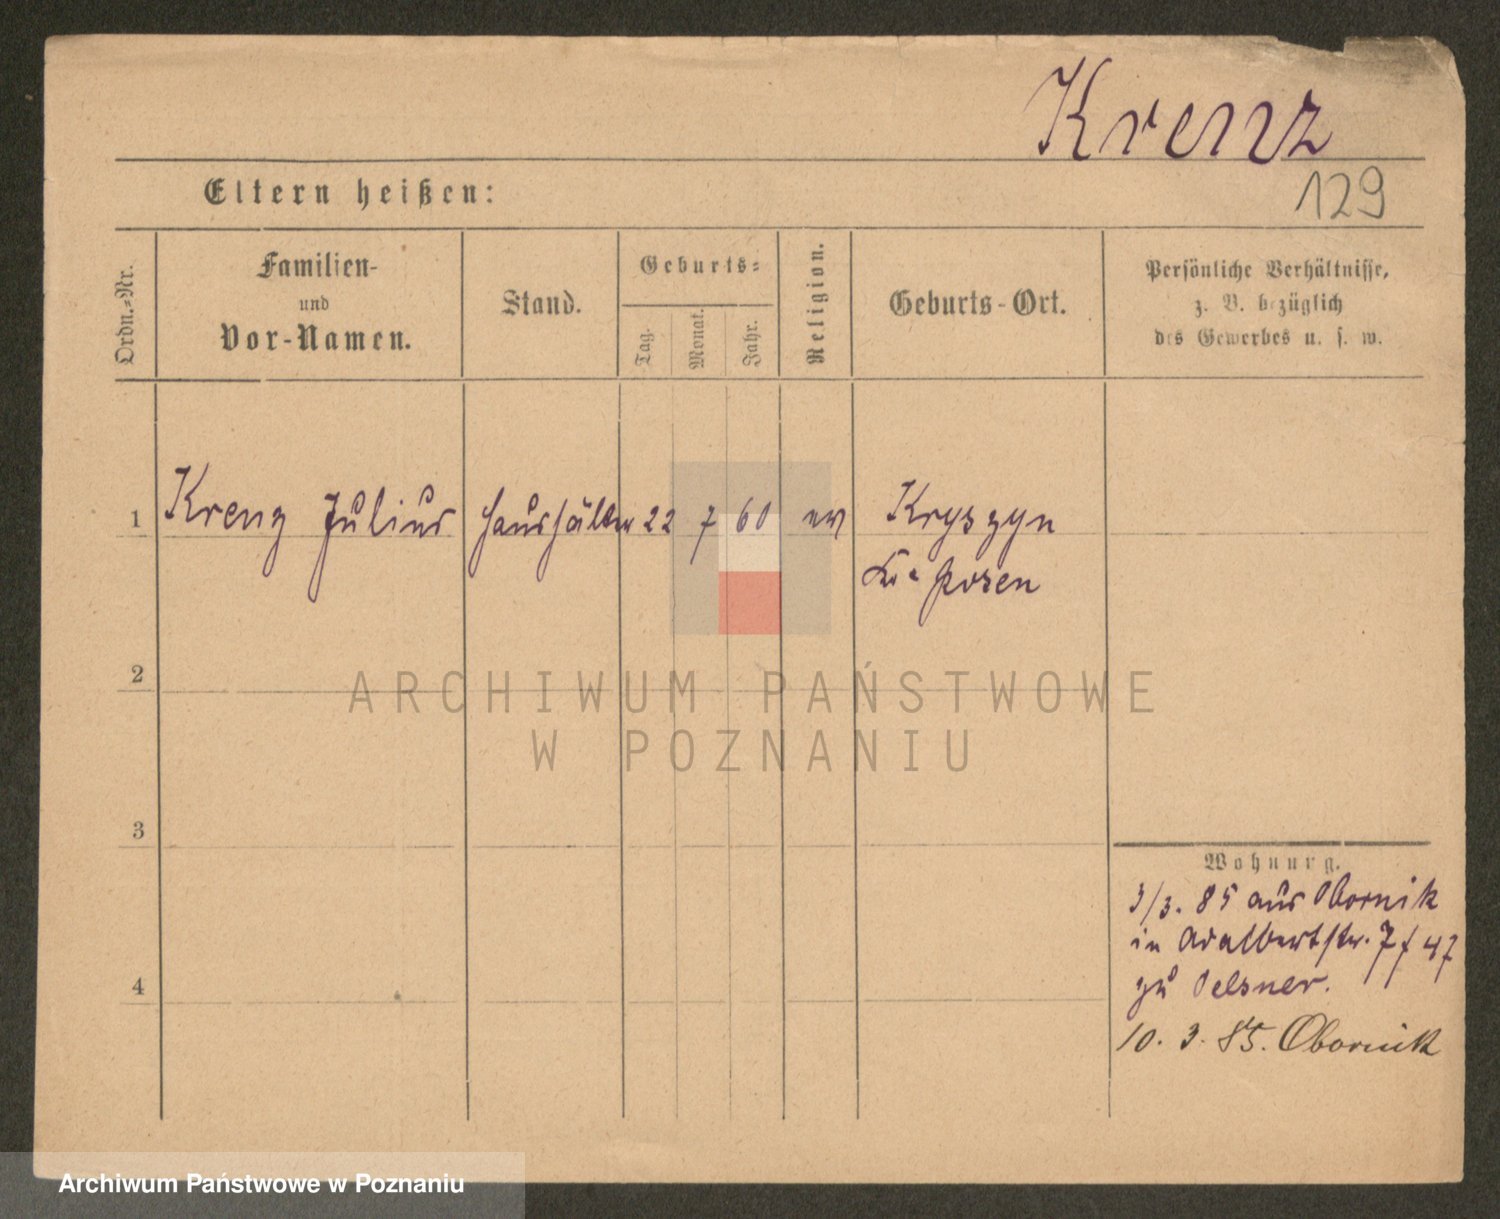 Krenz
129
Eltern heißen:
Ordn.-Nr.
Familien-
und
Vor-Namen.
Stand.
Geburts-
Tag.
Monat.
Jahr.
Religion.
Geburts-Ort.
Persönliche Verhältnisse,
z. B. bezüglich
des Gewerbes u. s. w.
1 Krenz Julius Haushälter 22 7 60 ev Kryszyn
Kr. Posen
2
ARCHIWUM PAŃSTWOWE
W POZNANIU
3
Wohnung.
3/3. 85 aus Obornik
in Adalbertstr. 47
zu Oelsner.
4
10. 3. 85. Obornik
Archiwum Państwowe w Poznaniu